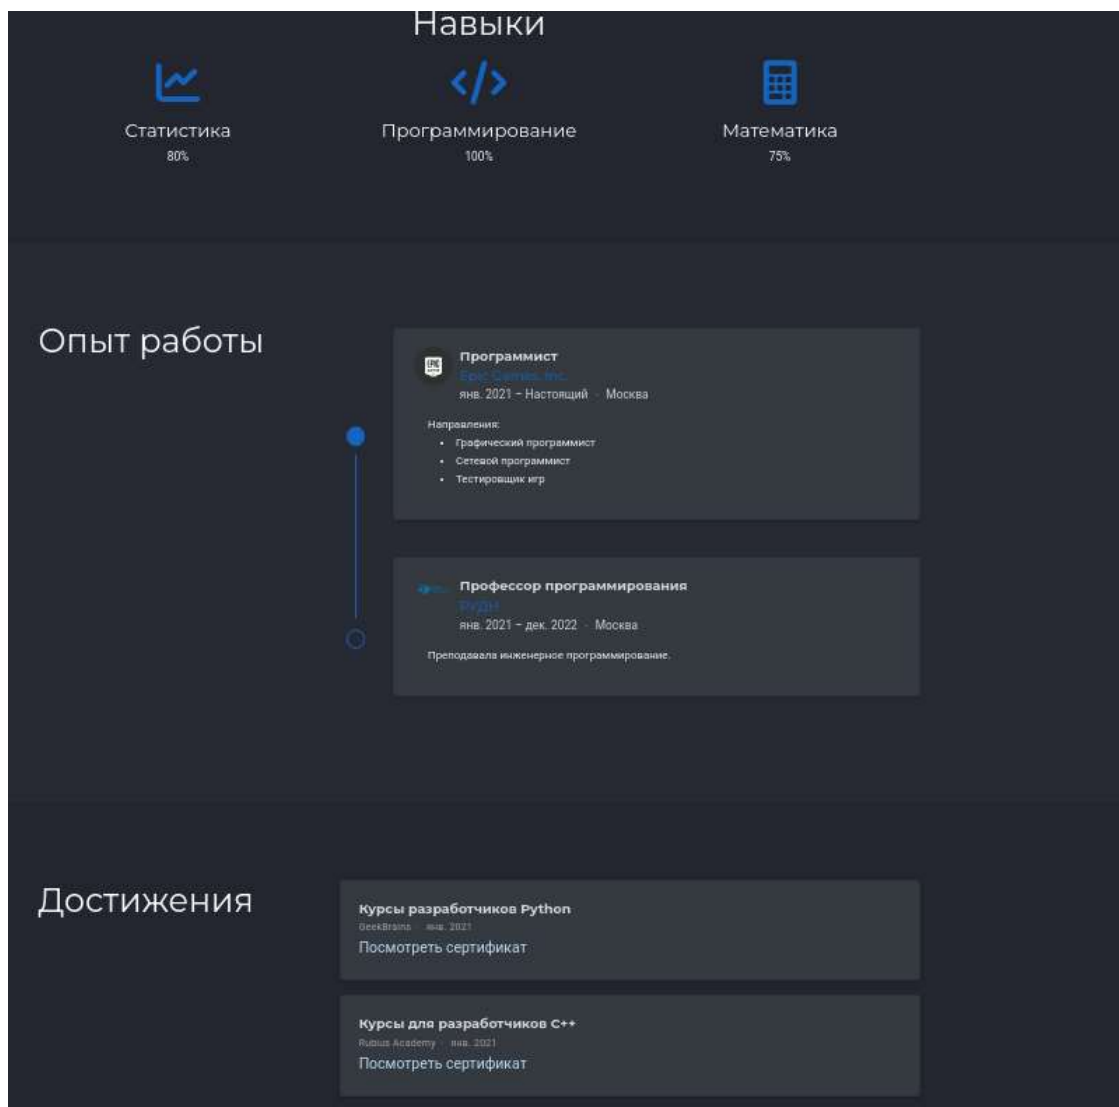 Навыки
Статистика
80%
Программирование
100%
Математика
75%
Опыт работы
EPIC
Программист
Epic Games, Inc.
янв. 2021 – Настоящий · Москва
Направления:
• Графический программист
• Сетевой программист
• Тестировщик игр
Профессор программирования
РУДН
янв. 2021 – дек. 2022 · Москва
Преподавала инженерное программирование.
Достижения
Курсы разработчиков Python
GeekBrains · янв. 2021
Посмотреть сертификат
Курсы для разработчиков C++
Rubius Academy · янв. 2021
Посмотреть сертификат